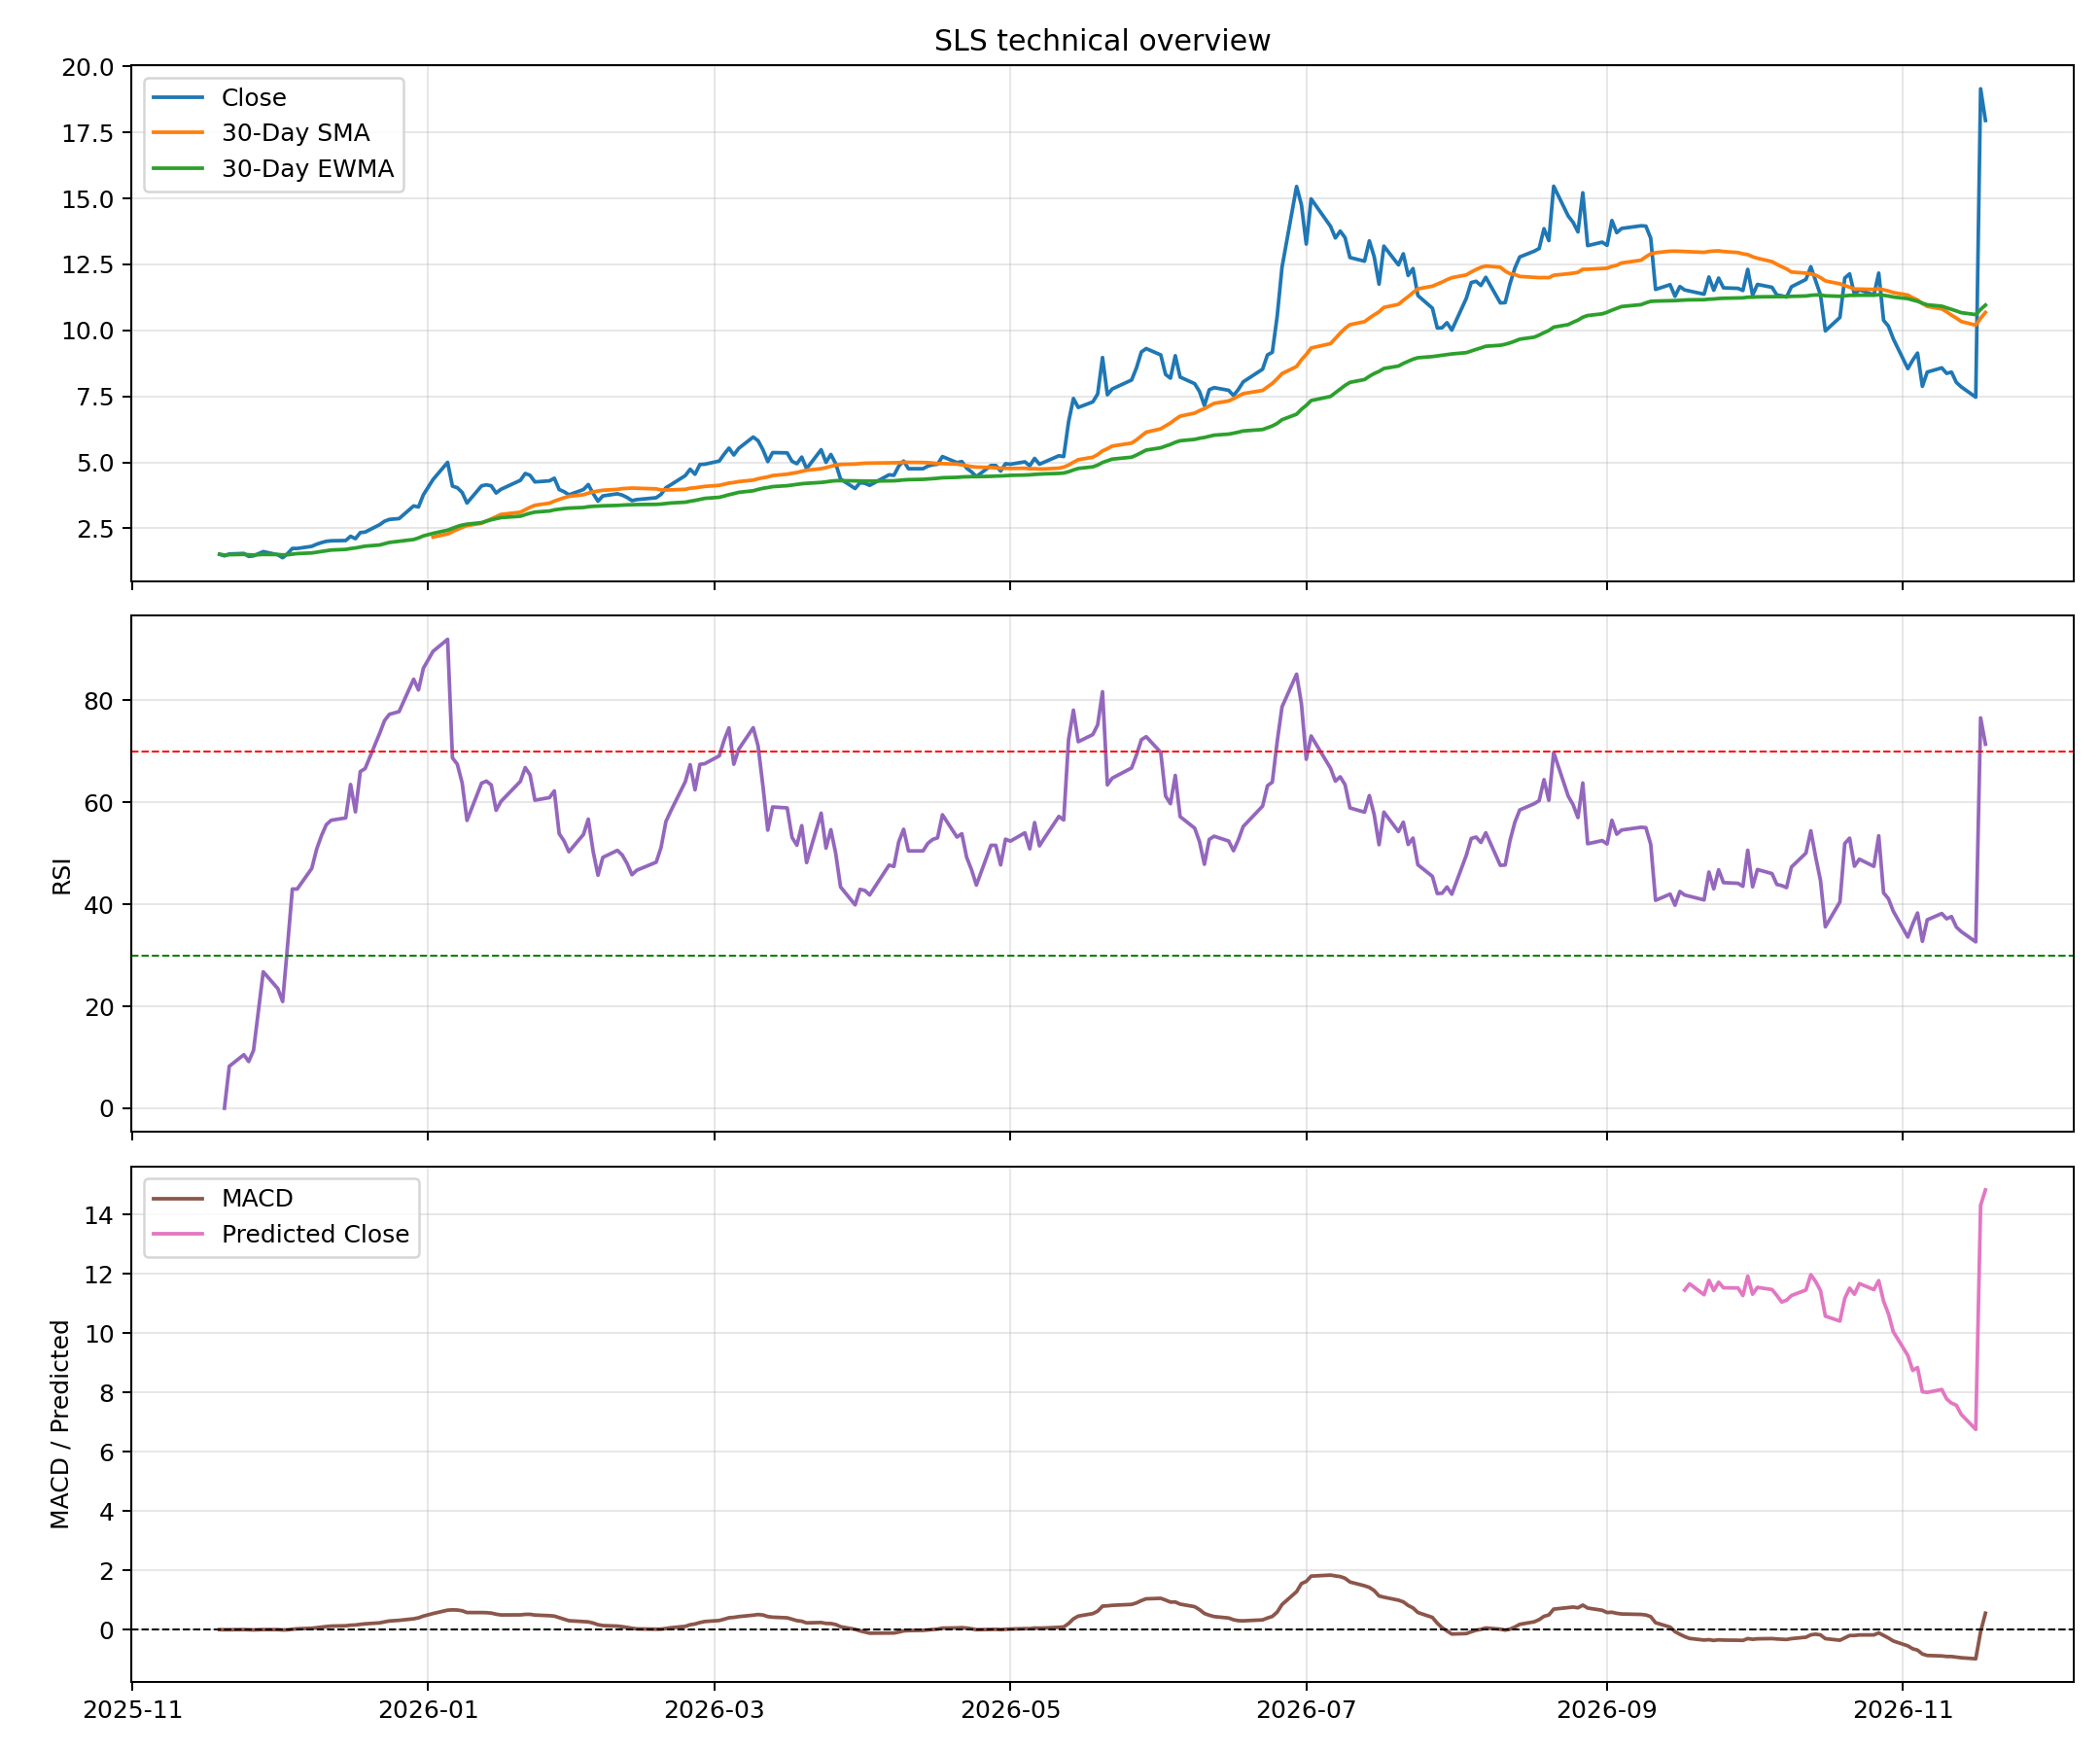 SLS technical overview
20.0
17.5
15.0
12.5
10.0
7.5
5.0
2.5
Close
30-Day SMA
30-Day EWMA
RSI
80
60
40
20
0
MACD / Predicted
14
12
10
8
6
4
2
0
MACD
Predicted Close
2025-11 2026-01 2026-03 2026-05 2026-07 2026-09 2026-11